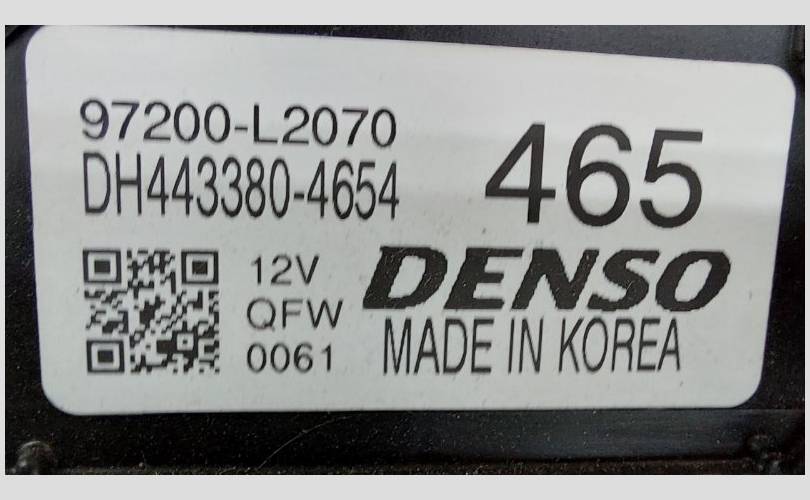 97200-L2070
DH443380-4654
465
12V
QFW
0061
DENSO
MADE IN KOREA